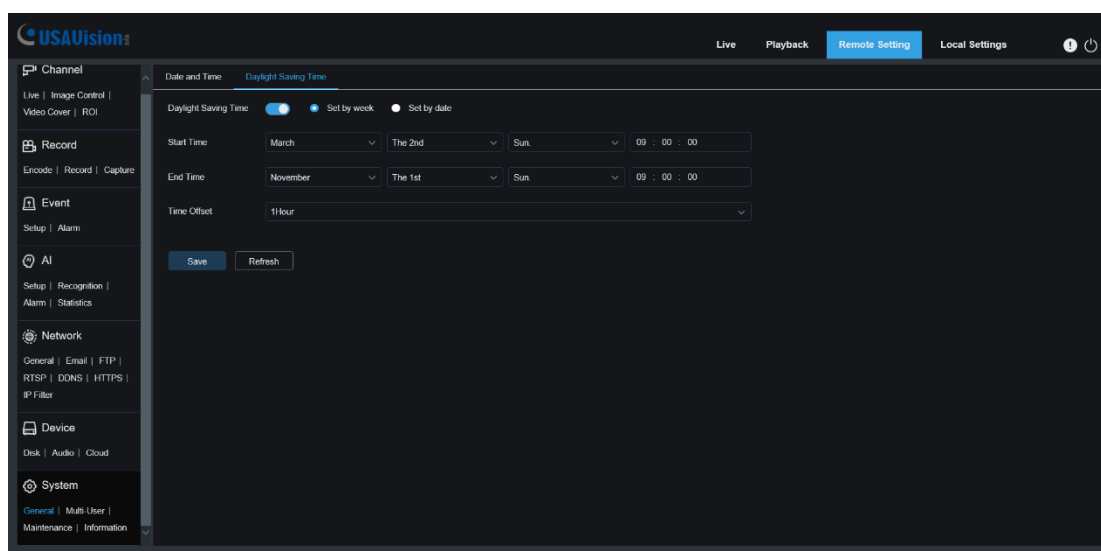 USAVision
Live Playback Remote Setting Local Settings
Channel
Live | Image Control |
Video Cover | ROI
Record
Encode | Record | Capture
Event
Setup | Alarm
AI
Setup | Recognition |
Alarm | Statistics
Network
General | Email | FTP |
RTSP | DDNS | HTTPS |
IP Filter
Device
Disk | Audio | Cloud
System
General | Multi-User |
Maintenance | Information
Date and Time Daylight Saving Time
Daylight Saving Time Set by week Set by date
Start Time March The 2nd Sun. 09 : 00 : 00
End Time November The 1st Sun. 09 : 00 : 00
Time Offset 1Hour
Save Refresh